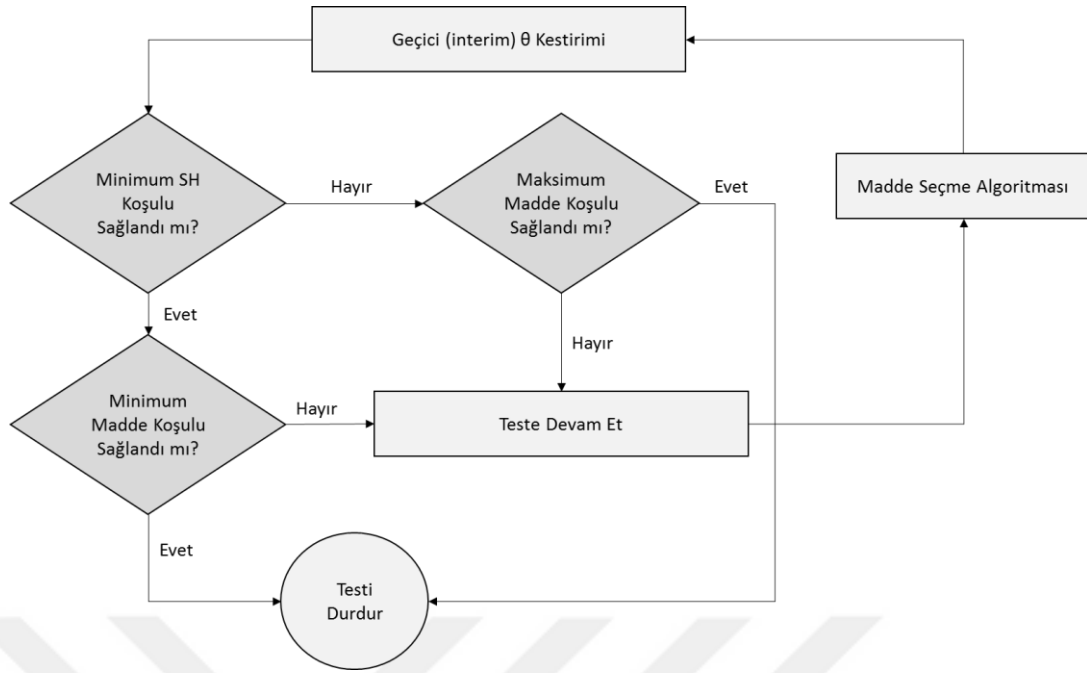 Geçici (interim) θ Kestirimi
Minimum SH
Koşulu
Sağlandı mı?
Hayır
Maksimum
Madde Koşulu
Sağlandı mı?
Evet
Madde Seçme Algoritması
Evet
Hayır
Minimum
Madde Koşulu
Sağlandı mı?
Hayır
Teste Devam Et
Evet
Testi
Durdur